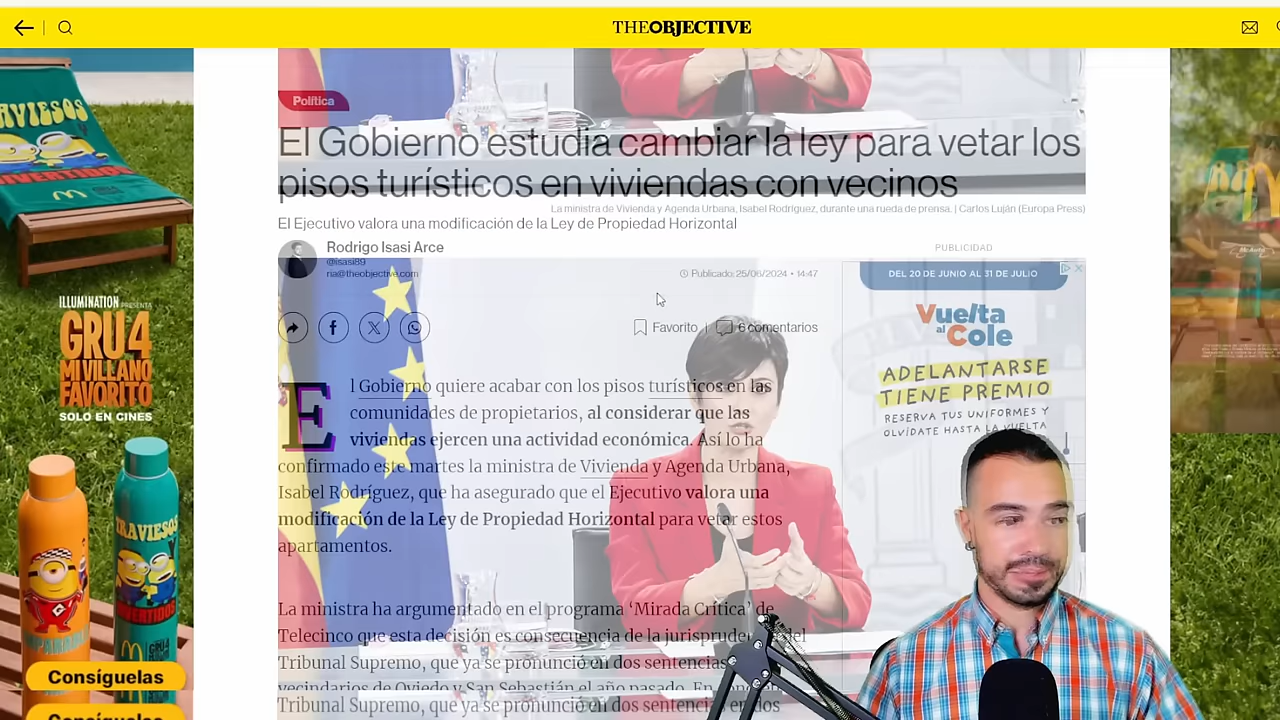 THEOBJECTIVE
Política
El Gobierno estudia cambiar la ley para vetar los
pisos turísticos en viviendas con vecinos
La ministra de Vivienda y Agenda Urbana, Isabel Rodríguez, durante una rueda de prensa. | Carlos Luján (Europa Press)
El Ejecutivo valora una modificación de la Ley de Propiedad Horizontal
Rodrigo Isasi Arce
@isasi89
ria@theobjective.com
Publicado: 25/06/2024 • 14:47
Favorito
6 comentarios
El Gobierno quiere acabar con los pisos turísticos en las
comunidades de propietarios, al considerar que las
viviendas ejercen una actividad económica. Así lo ha
confirmado este martes la ministra de Vivienda y Agenda Urbana,
Isabel Rodríguez, que ha asegurado que el Ejecutivo valora una
modificación de la Ley de Propiedad Horizontal para vetar estos
apartamentos.
La ministra ha argumentado en el programa ‘Mirada Crítica’ de
Telecinco que esta decisión es consecuencia de la jurisprude del
Tribunal Supremo, que ya se pronunció en dos sentencias
vecindarios de Oviedo y San Sebastián el año pasado. En
Tribunal Supremo, que ya se pronunció en dos sentenci en dos
PUBLICIDAD
DEL 20 DE JUNIO AL 31 DE JULIO
Vuelta
al Cole
ADELANTARSE
TIENE PREMIO
RESERVA TUS UNIFORMES Y
OLVÍDATE HASTA LA VUELTA
RAVIESOS
ILLUMINATION PRESENTA
GRU 4
MI VILLANO
FAVORITO
SOLO EN CINES
RAVIESOS
Consíguelas
Consíguelas